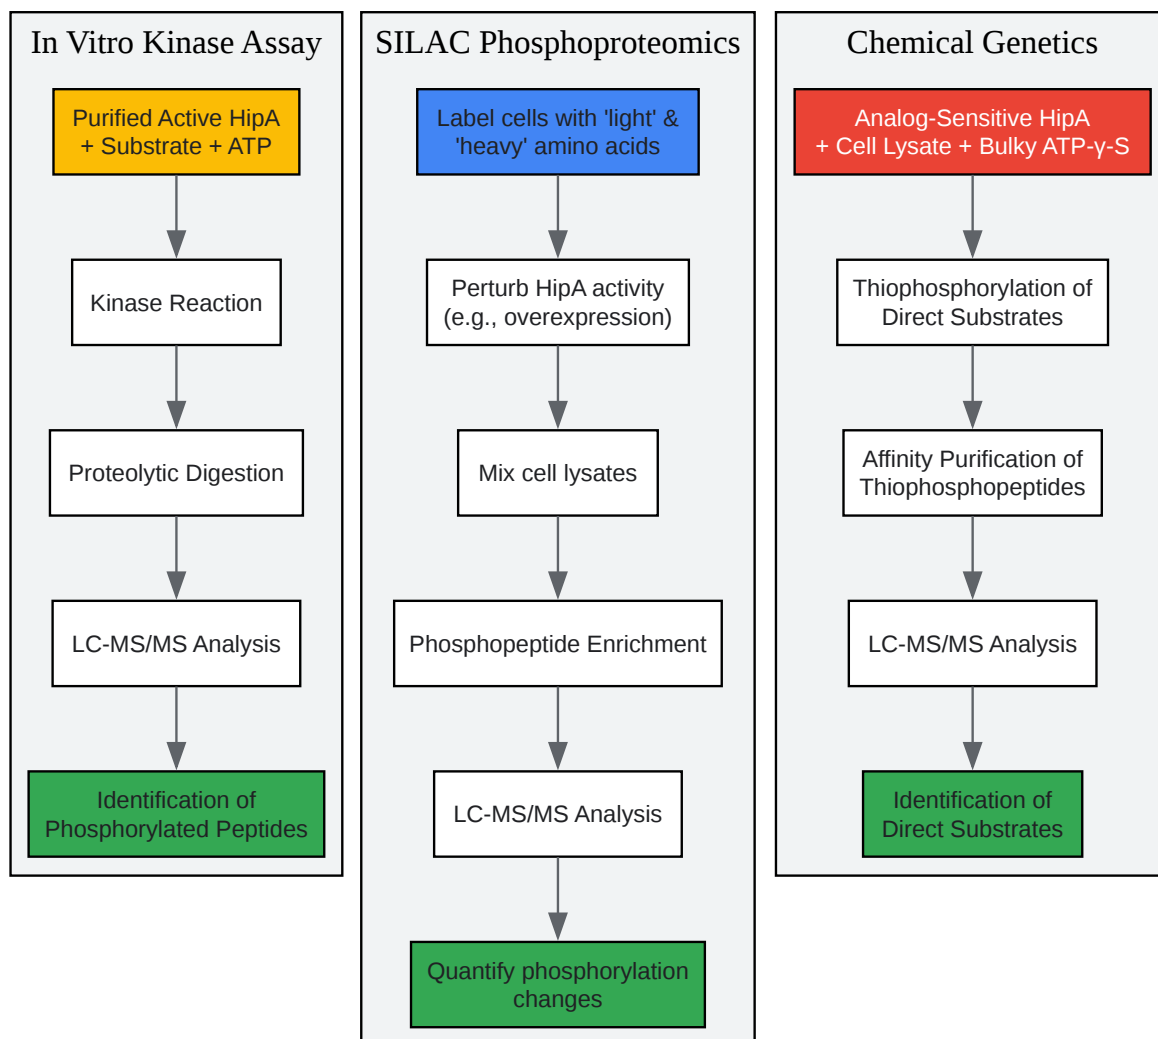 In Vitro Kinase Assay
Purified Active HipA
+ Substrate + ATP
Kinase Reaction
Proteolytic Digestion
LC-MS/MS Analysis
Identification of
Phosphorylated Peptides
SILAC Phosphoproteomics
Label cells with 'light' &
'heavy' amino acids
Perturb HipA activity
(e.g., overexpression)
Mix cell lysates
Phosphopeptide Enrichment
LC-MS/MS Analysis
Quantify phosphorylation
changes
Chemical Genetics
Analog-Sensitive HipA
+ Cell Lysate + Bulky ATP-γ-S
Thiophosphorylation of
Direct Substrates
Affinity Purification of
Thiophosphopeptides
LC-MS/MS Analysis
Identification of
Direct Substrates